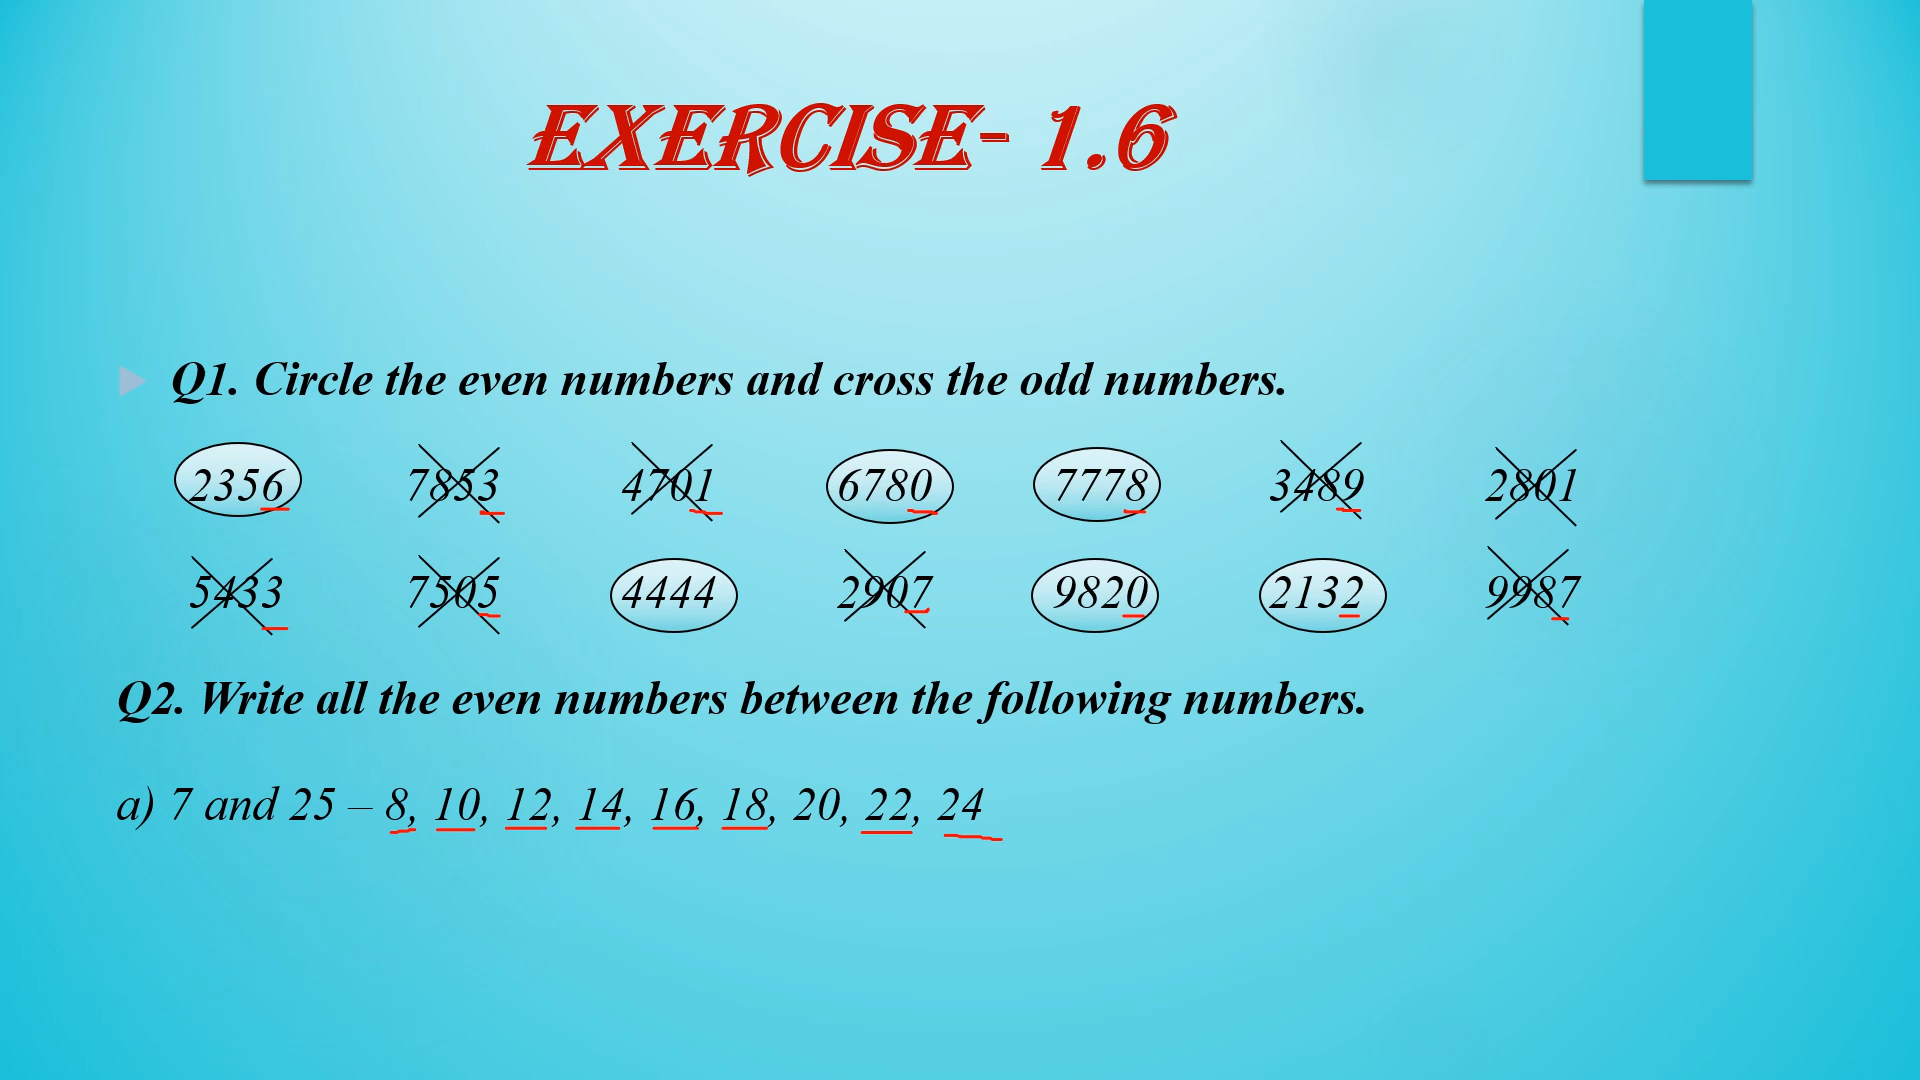 EXERCISE- 1.6
Q1. Circle the even numbers and cross the odd numbers.
2356 7853 4701 6780 7778 3489 2801
5433 7505 4444 2907 9820 2132 9987
Q2. Write all the even numbers between the following numbers.
a) 7 and 25 – 8, 10, 12, 14, 16, 18, 20, 22, 24